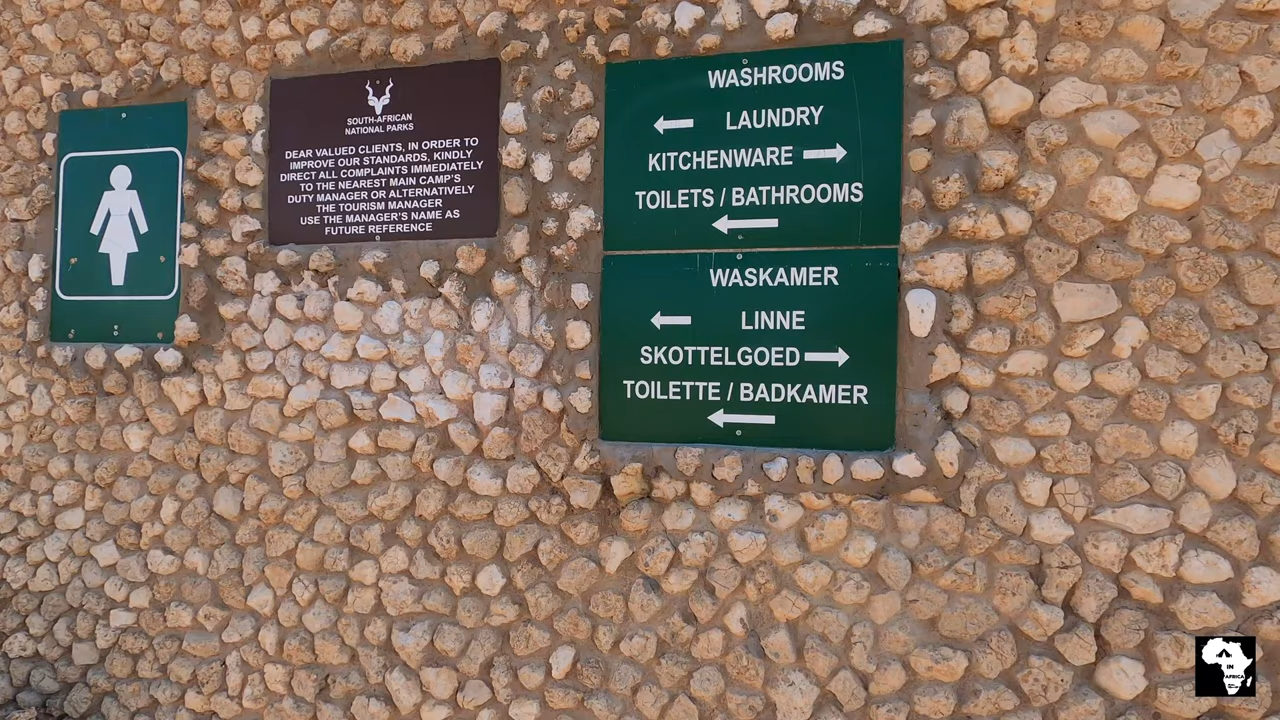 SOUTH-AFRICAN
NATIONAL PARKS
DEAR VALUED CLIENTS, IN ORDER TO
IMPROVE OUR STANDARDS, KINDLY
DIRECT ALL COMPLAINTS IMMEDIATELY
TO THE NEAREST MAIN CAMP'S
DUTY MANAGER OR ALTERNATIVELY
THE TOURISM MANAGER
USE THE MANAGER'S NAME AS
FUTURE REFERENCE
WASHROOMS
← LAUNDRY
KITCHENWARE →
TOILETS / BATHROOMS
←
WASKAMER
← LINNE
SKOTTELGOED →
TOILETTE / BADKAMER
←
IN
AFRICA